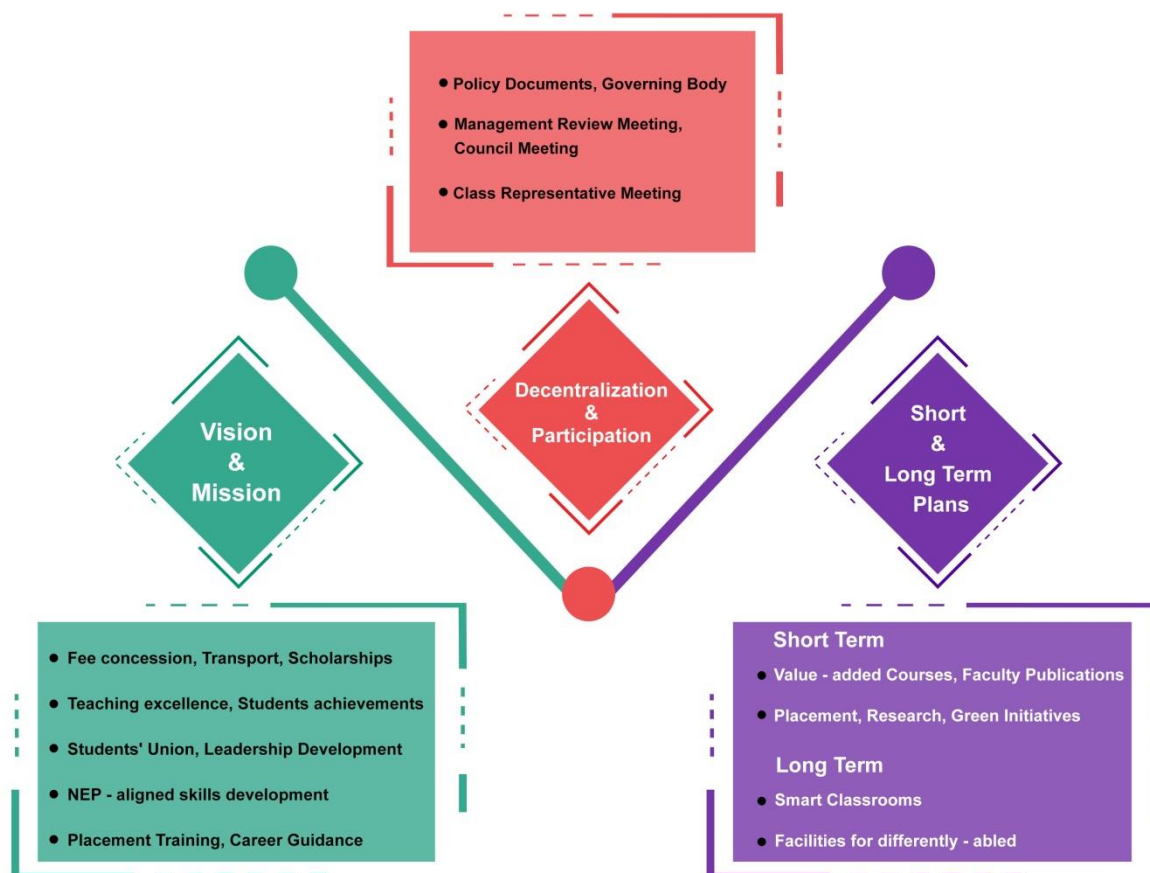 ● Policy Documents, Governing Body
● Management Review Meeting,
Council Meeting
● Class Representative Meeting
Decentralization
&
Participation
Vision
&
Mission
Short
&
Long Term
Plans
● Fee concession, Transport, Scholarships
● Teaching excellence, Students achievements
● Students' Union, Leadership Development
● NEP - aligned skills development
● Placement Training, Career Guidance
Short Term
● Value - added Courses, Faculty Publications
● Placement, Research, Green Initiatives
Long Term
● Smart Classrooms
● Facilities for differently - abled